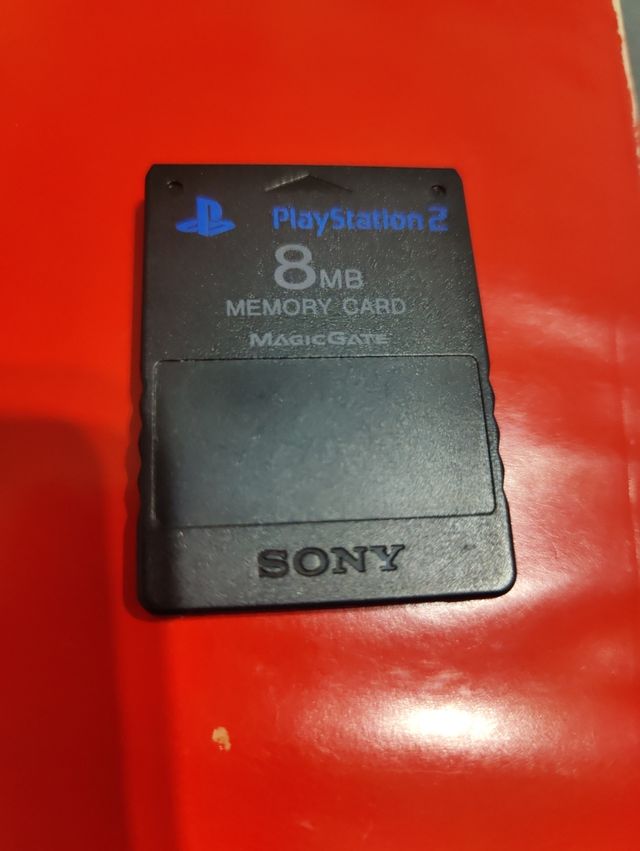 PlayStation 2
8MB
MEMORY CARD
MAGICGATE
SONY